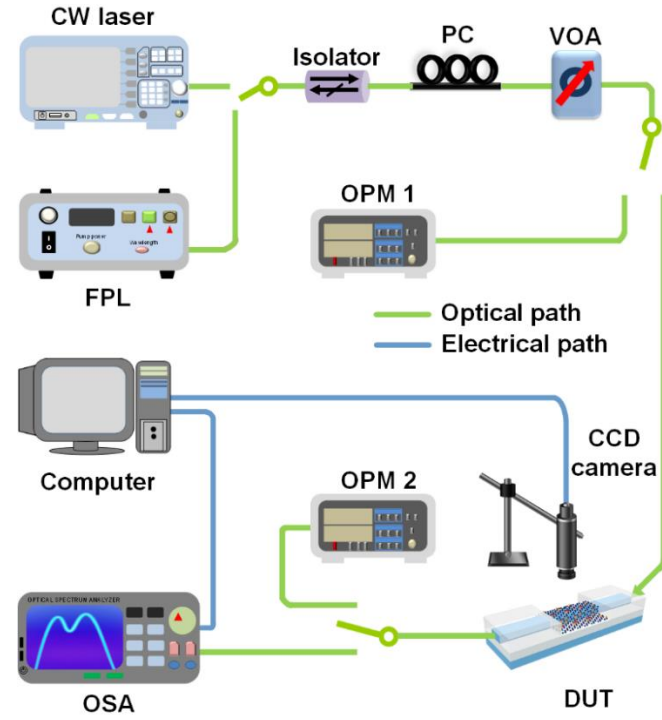 CW laser
Isolator
PC
VOA
OPM 1
Pump power
Wavelength
I
O
FPL
Optical path
Electrical path
Computer
OPM 2
CCD
camera
OPTICAL SPECTRUM ANALYZER
OSA
DUT